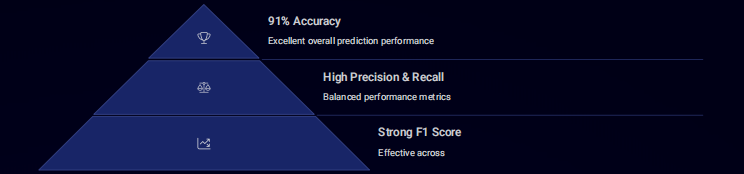 91% Accuracy
Excellent overall prediction performance
High Precision & Recall
Balanced performance metrics
Strong F1 Score
Effective across